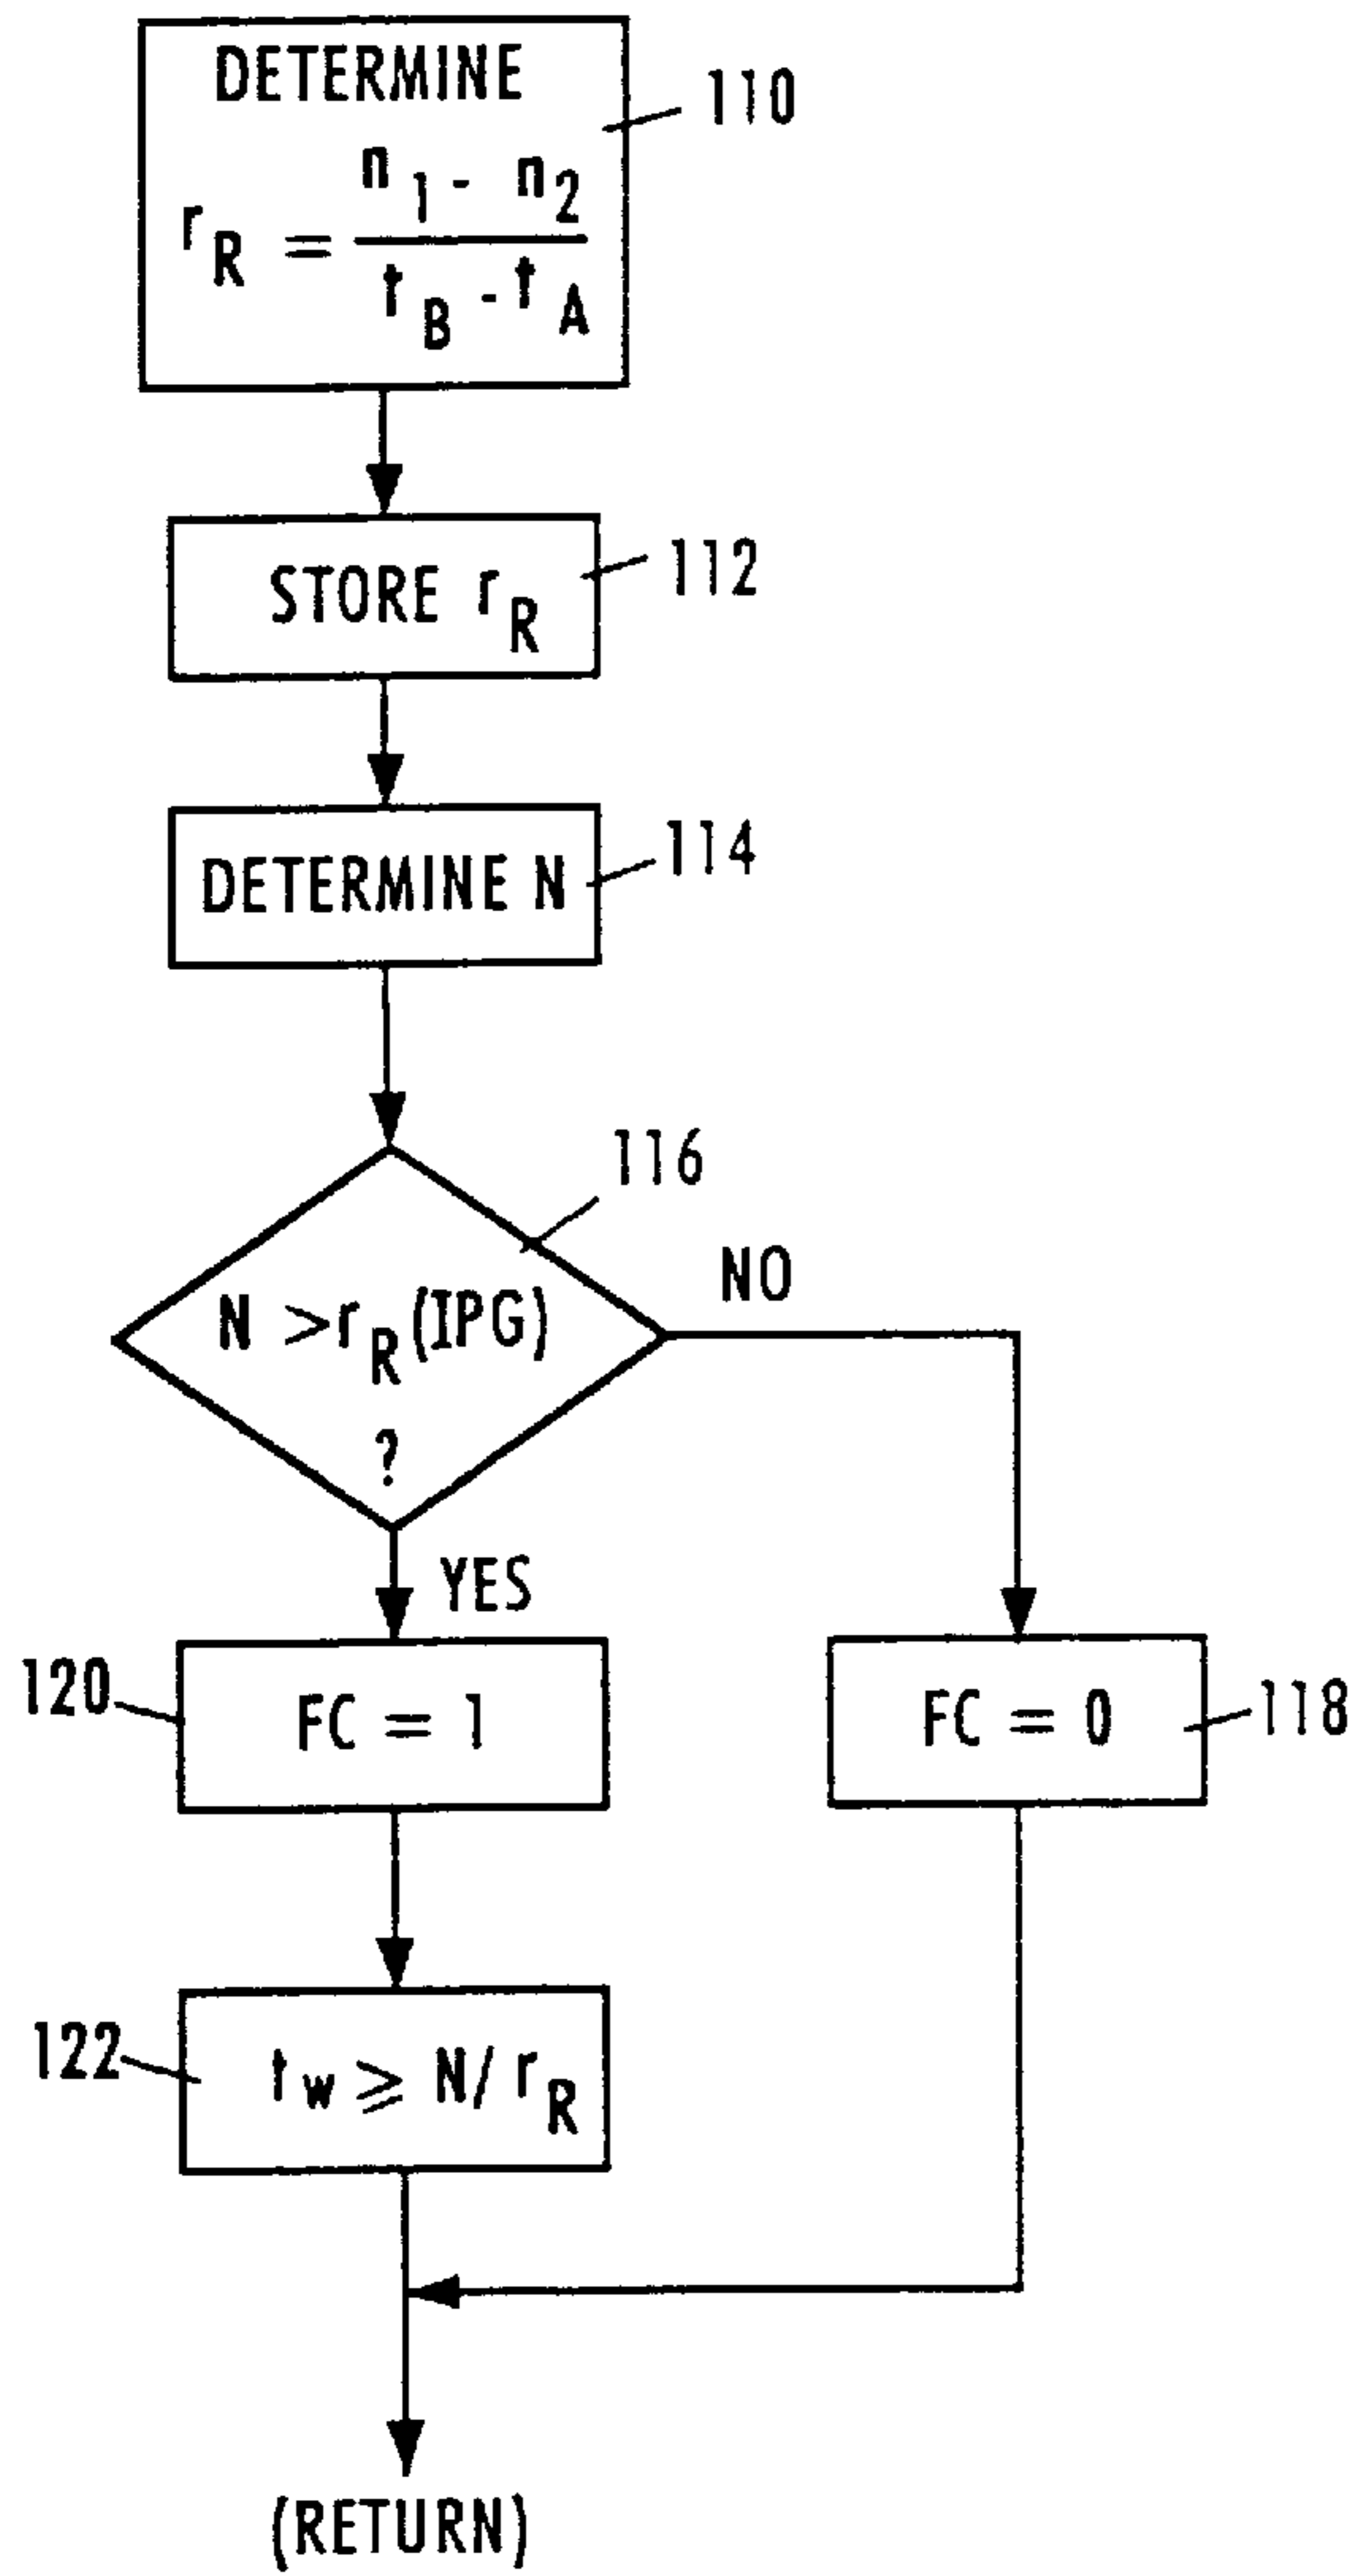 DETERMINE
r_R = (n_1 - n_2) / (t_B - t_A)
110
STORE r_R
112
DETERMINE N
114
116
N > r_R (IPG)
?
NO
YES
120
FC = 1
FC = 0
118
122
t_w ≥ N / r_R
(RETURN)